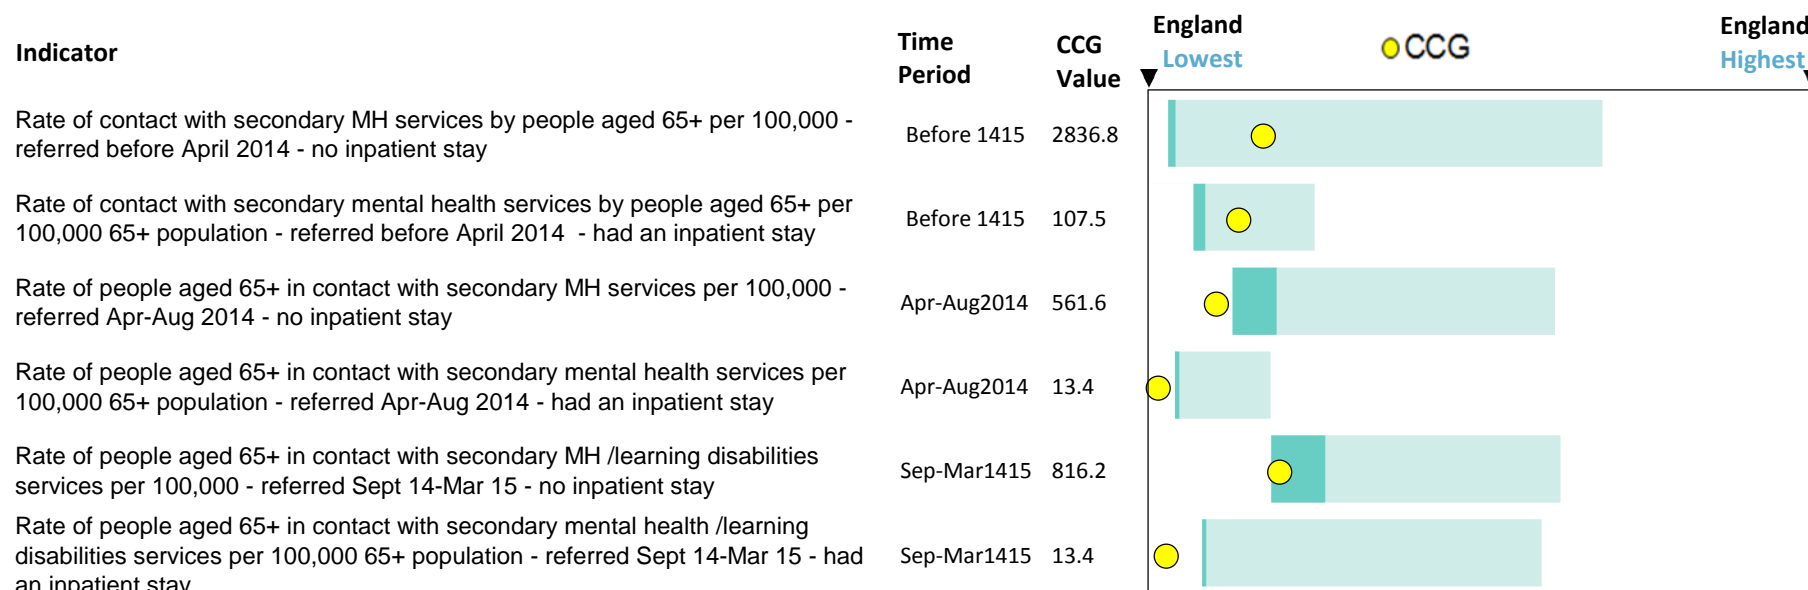 Indicator
Time
Period
CCG
Value
England
Lowest
CCG
England
Highest
Rate of contact with secondary MH services by people aged 65+ per 100,000 -
referred before April 2014 - no inpatient stay
Before 1415
2836.8
Rate of contact with secondary mental health services by people aged 65+ per
100,000 65+ population - referred before April 2014 - had an inpatient stay
Before 1415
107.5
Rate of people aged 65+ in contact with secondary MH services per 100,000 -
referred Apr-Aug 2014 - no inpatient stay
Apr-Aug2014
561.6
Rate of people aged 65+ in contact with secondary mental health services per
100,000 65+ population - referred Apr-Aug 2014 - had an inpatient stay
Apr-Aug2014
13.4
Rate of people aged 65+ in contact with secondary MH /learning disabilities
services per 100,000 - referred Sept 14-Mar 15 - no inpatient stay
Sep-Mar1415
816.2
Rate of people aged 65+ in contact with secondary mental health /learning
disabilities services per 100,000 65+ population - referred Sept 14-Mar 15 - had
an inpatient stay
Sep-Mar1415
13.4